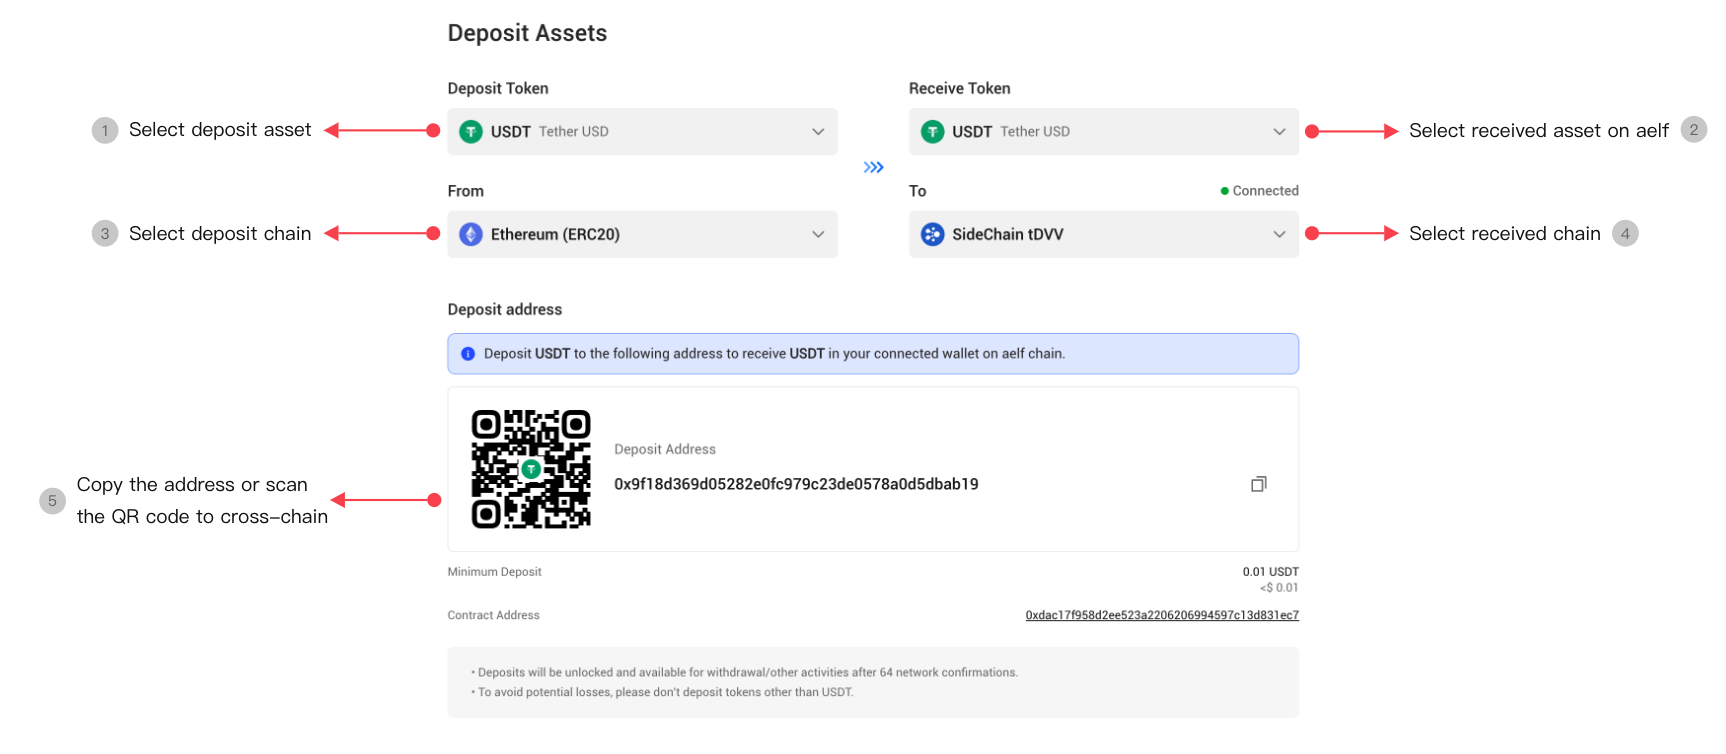 Deposit Assets
Deposit Token
Receive Token
1 Select deposit asset
USDT Tether USD
USDT Tether USD
Select received asset on aelf 2
From
To
Connected
3 Select deposit chain
Ethereum (ERC20)
SideChain tDVV
Select received chain 4
Deposit address
Deposit USDT to the following address to receive USDT in your connected wallet on aelf chain.
5 Copy the address or scan
the QR code to cross-chain
Deposit Address
0x9f18d369d05282e0fc979c23de0578a0d5dbab19
Minimum Deposit
0.01 USDT
<$ 0.01
Contract Address
0xdac17f958d2ee523a2206206994597c13d831ec7
• Deposits will be unlocked and available for withdrawal/other activities after 64 network confirmations.
• To avoid potential losses, please don't deposit tokens other than USDT.